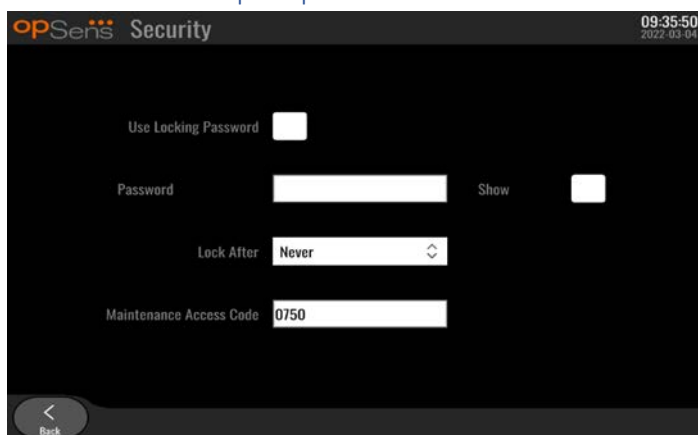 opSens Security
09:35:50
2022-03-04
Use Locking Password
Password
Show
Lock After
Never
Maintenance Access Code
0750
Back